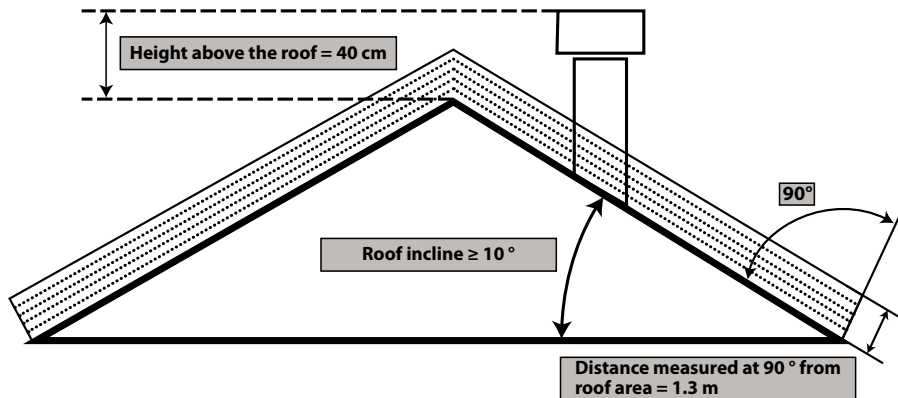 Height above the roof = 40 cm
90°
Roof incline ≥ 10 °
Distance measured at 90 ° from
roof area = 1.3 m